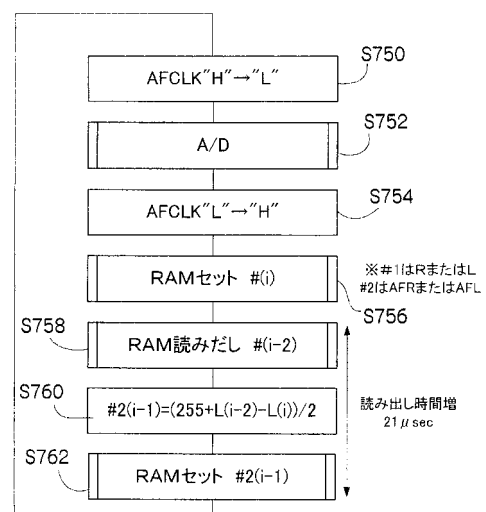 S750
AFCLK"H"→"L"
S752
A/D
S754
AFCLK"L"→"H"
RAMセット #(i)
※#1はRまたはL
#2はAFRまたはAFL
S756
S758
RAM読みだし #(i-2)
S760
#2(i-1)=(255+L(i-2)-L(i))/2
読み出し時間増
21μsec
S762
RAMセット #2(i-1)